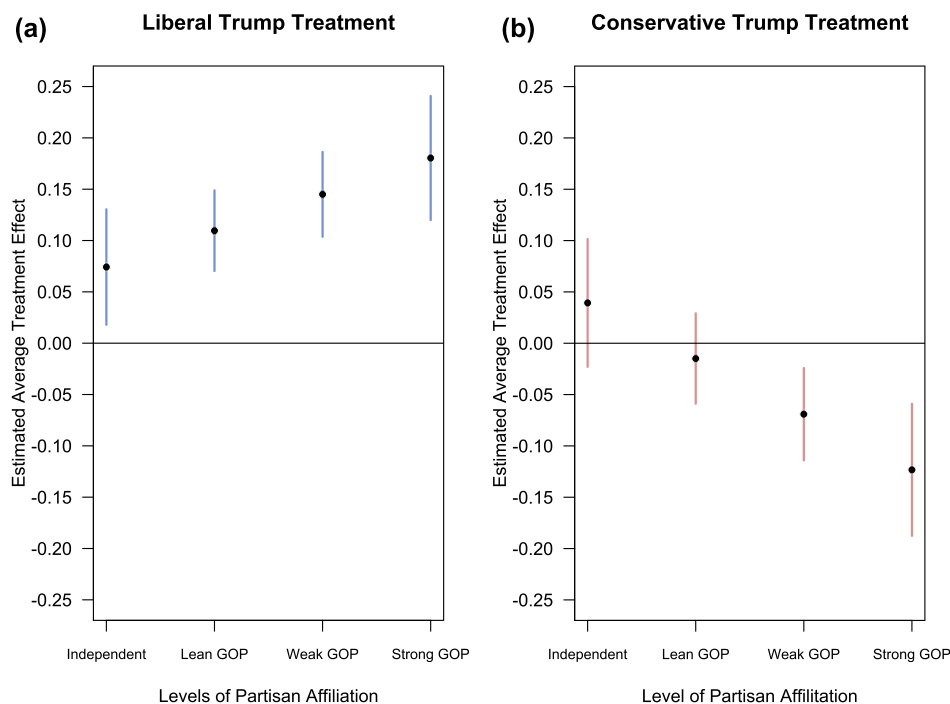 (a)
Liberal Trump Treatment
Estimated Average Treatment Effect
0.25
0.20
0.15
0.10
0.05
0.00
-0.05
-0.10
-0.15
-0.20
-0.25
Independent Lean GOP Weak GOP Strong GOP
Levels of Partisan Affiliation
(b)
Conservative Trump Treatment
Estimated Average Treatment Effect
0.25
0.20
0.15
0.10
0.05
0.00
-0.05
-0.10
-0.15
-0.20
-0.25
Independent Lean GOP Weak GOP Strong GOP
Level of Partisan Affilitation